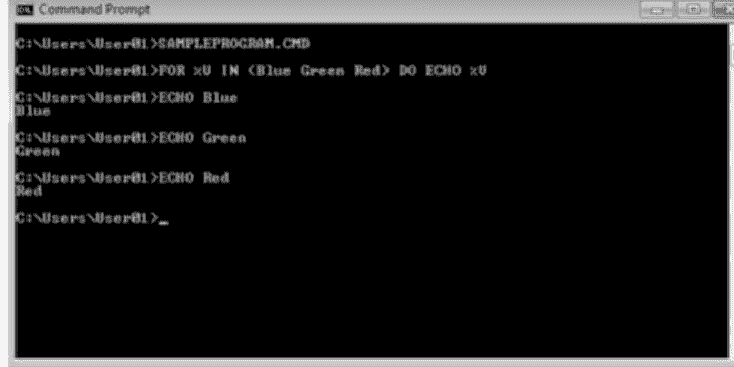 Command Prompt
C:\Users\User01>SAMPLEPROGRAM.CMD
C:\Users\User01>FOR %U IN (Blue Green Red) DO ECHO %U
C:\Users\User01>ECHO Blue
Blue
C:\Users\User01>ECHO Green
Green
C:\Users\User01>ECHO Red
Red
C:\Users\User01>_